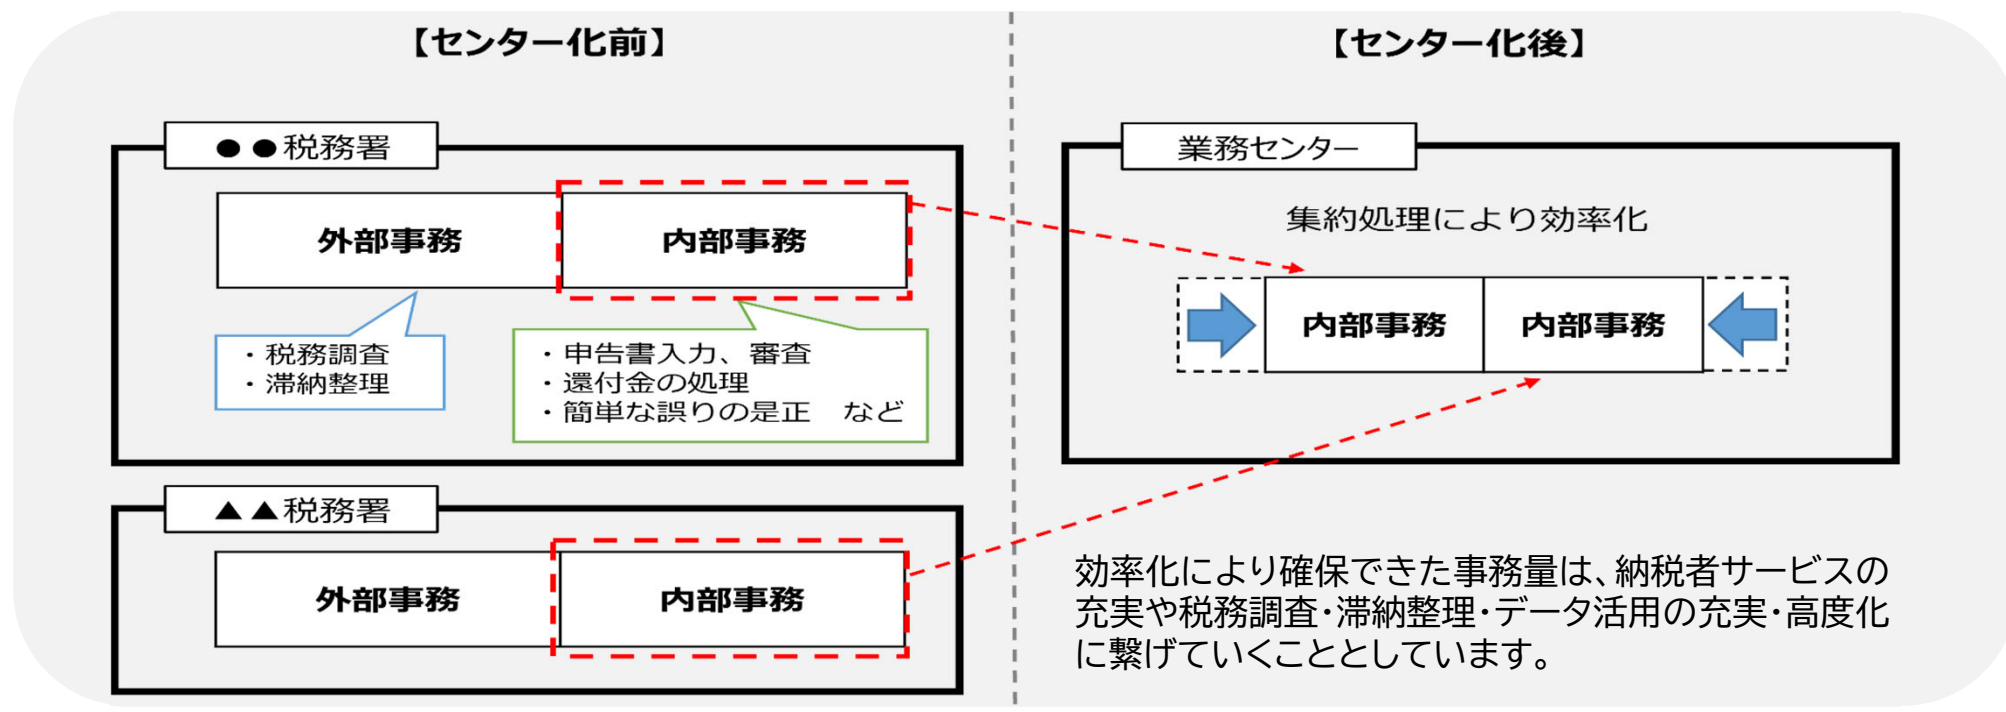 【センター化前】
●●税務署
外部事務
内部事務
・税務調査
・滞納整理
・申告書入力、審査
・還付金の処理
・簡単な誤りの是正　など
▲▲税務署
外部事務
内部事務
【センター化後】
業務センター
集約処理により効率化
内部事務
内部事務
効率化により確保できた事務量は、納税者サービスの
充実や税務調査・滞納整理・データ活用の充実・高度化
に繋げていくこととしています。